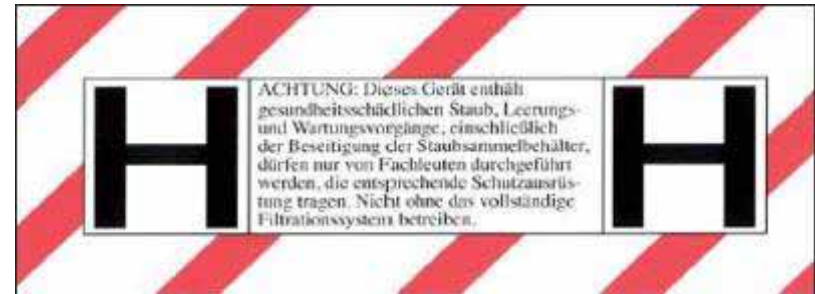 H
ACHTUNG: Dieses Gerät enthält
gesundheitsschädlichen Staub, Leerungs-
und Wartungsvorgänge, einschließlich
der Beseitigung der Staubsammelbehälter,
dürfen nur von Fachleuten durchgeführt
werden, die entsprechende Schutzausrüs-
tung tragen. Nicht ohne das vollständige
Filtrationssystem betreiben.
H